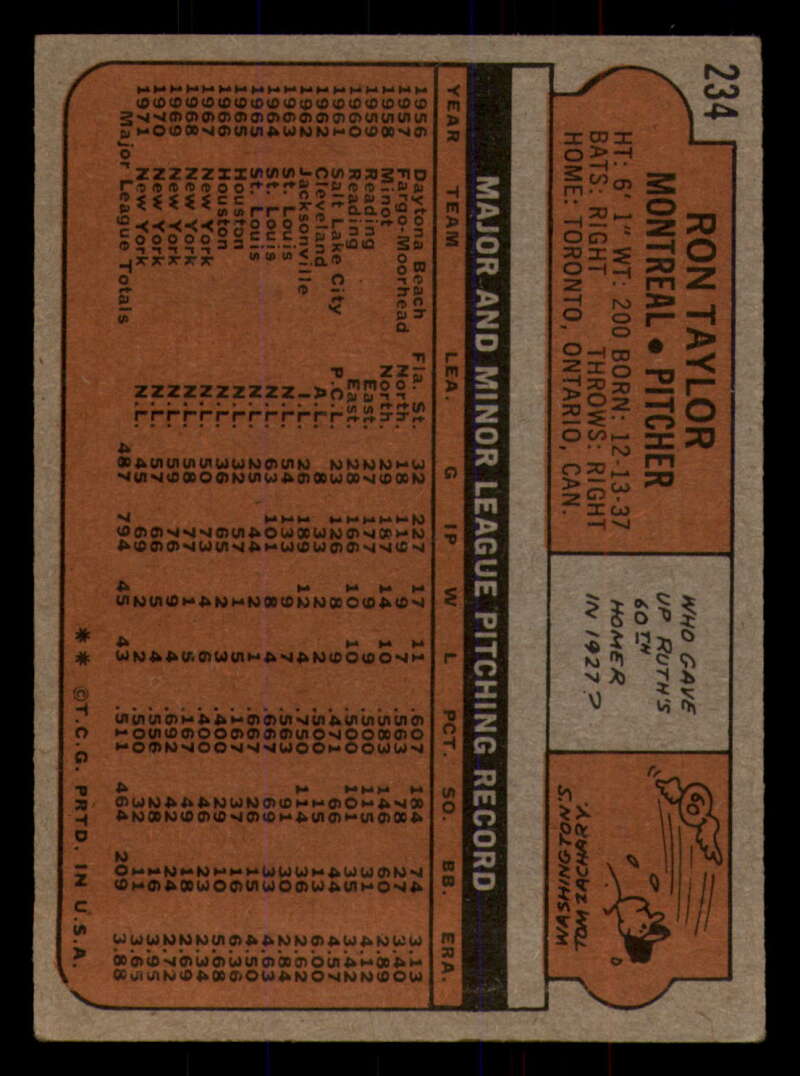 234
RON TAYLOR
MONTREAL • PITCHER
HT: 6' 1" WT: 200 BORN: 12-13-37
BATS: RIGHT THROWS: RIGHT
HOME: TORONTO, ONTARIO, CAN.
WHO GAVE
UP RUTH'S
60TH
HOMER
IN 1927?
60
WASHINGTON'S
TOM ZACHARY.
MAJOR AND MINOR LEAGUE PITCHING RECORD
YEAR TEAM LEA. G IP W L PCT. SO. BB. ERA.
1956 Daytona Beach Fla. St. 32 227 17 11 .607 184 74 3.13
1957 Fargo-Moorhead North. 18 119 9 7 .563 78 27 3.40
1958 Minot North. 29 187 14 10 .583 146 60 2.89
1959 Reading East. 27 177 9 9 .500 115 31 4.12
1960 Reading East. 28 166 10 10 .500 101 35 3.42
1961 Salt Lake City P.C.L. 23 126 8 9 .471 66 44 4.57
1962 Cleveland A.L. 8 33 2 2 .500 15 13 6.00
1962 Jacksonville I.L. 26 189 12 4 .750 114 36 2.62
1963 St. Louis N.L. 54 133 9 7 .563 91 30 2.84
1964 St. Louis N.L. 63 101 8 4 .667 69 33 4.63
1965 St. Louis N.L. 25 44 2 1 .667 26 15 4.50
1965 Houston N.L. 32 57 1 5 .167 37 16 6.36
1966 Houston N.L. 36 65 2 3 .400 29 10 5.68
1967 New York N.L. 50 73 4 6 .400 46 23 2.34
1968 New York N.L. 58 77 1 5 .167 49 18 2.69
1969 New York N.L. 59 76 9 4 .692 42 24 2.72
1970 New York N.L. 57 66 5 4 .556 28 16 3.95
1971 New York N.L. 45 69 2 2 .500 32 11 3.65
Major League Totals 487 794 45 43 .511 464 209 3.88
** ©T.C.G. PRTD. IN U.S.A.